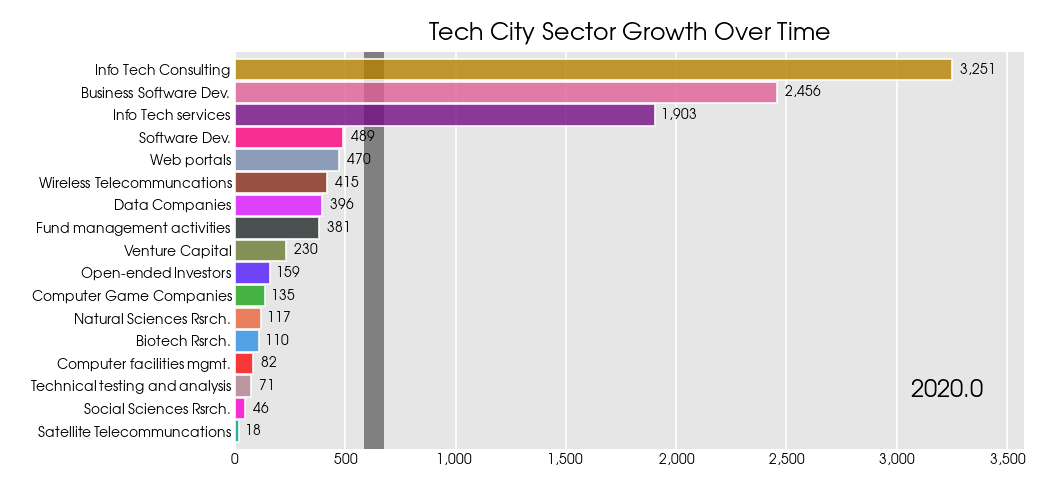 Tech City Sector Growth Over Time
Info Tech Consulting 3,251
Business Software Dev. 2,456
Info Tech services 1,903
Software Dev. 489
Web portals 470
Wireless Telecommuncations 415
Data Companies 396
Fund management activities 381
Venture Capital 230
Open-ended Investors 159
Computer Game Companies 135
Natural Sciences Rsrch. 117
Biotech Rsrch. 110
Computer facilities mgmt. 82
Technical testing and analysis 71
2020.0
Social Sciences Rsrch. 46
Satellite Telecommuncations 18
0 500 1,000 1,500 2,000 2,500 3,000 3,500